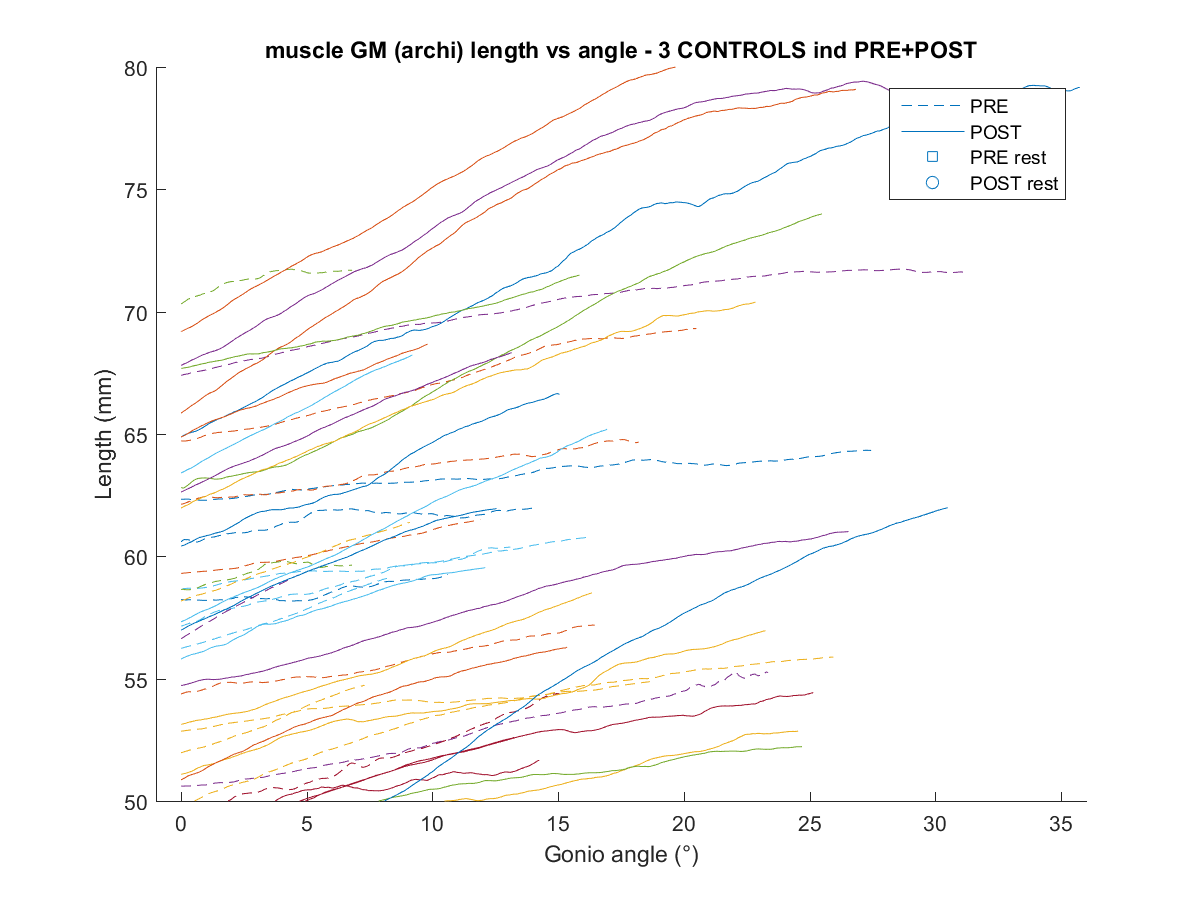 muscle GM (archi) length vs angle - 3 CONTROLS ind PRE+POST
80
75
70
65
60
55
50
Length (mm)
PRE
POST
PRE rest
POST rest
0
5
10
15
20
25
30
35
Gonio angle (°)